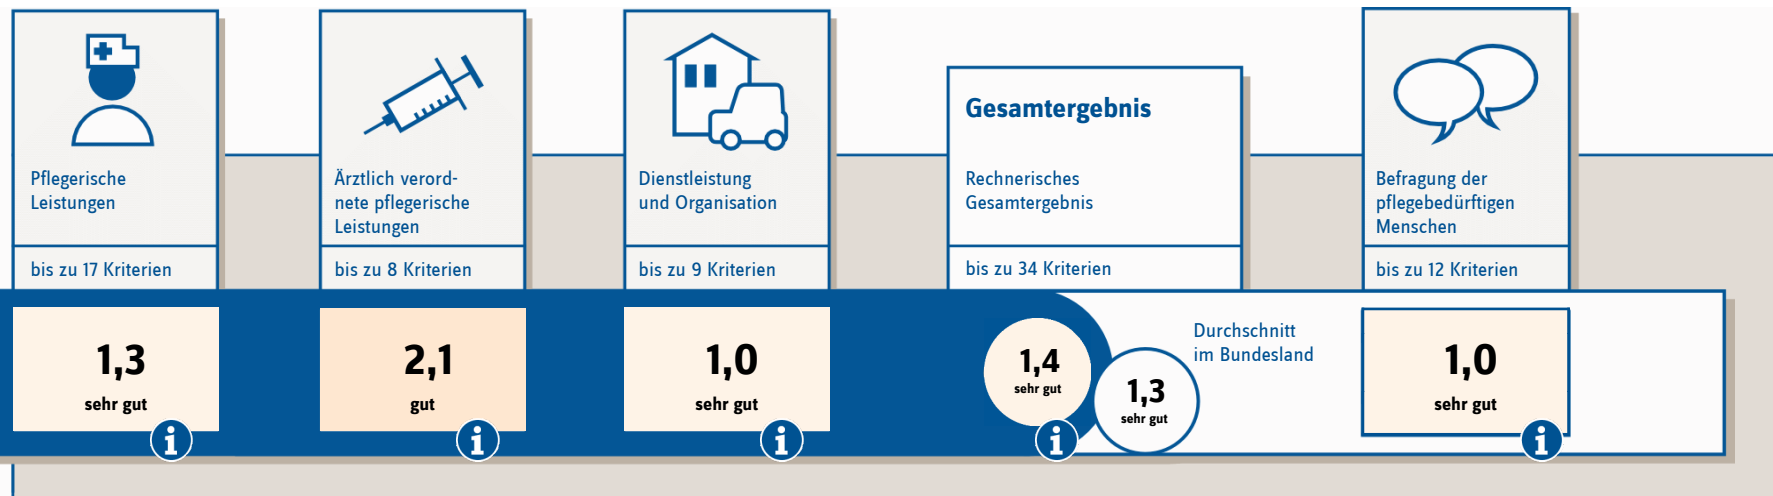 Pflegerische
Leistungen
bis zu 17 Kriterien
1,3
sehr gut
i
Ärztlich verord-
nete pflegerische
Leistungen
bis zu 8 Kriterien
2,1
gut
i
Dienstleistung
und Organisation
bis zu 9 Kriterien
1,0
sehr gut
i
Gesamtergebnis
Rechnerisches
Gesamtergebnis
bis zu 34 Kriterien
1,4
sehr gut
i
1,3
sehr gut
Durchschnitt
im Bundesland
Befragung der
pflegebedürftigen
Menschen
bis zu 12 Kriterien
1,0
sehr gut
i